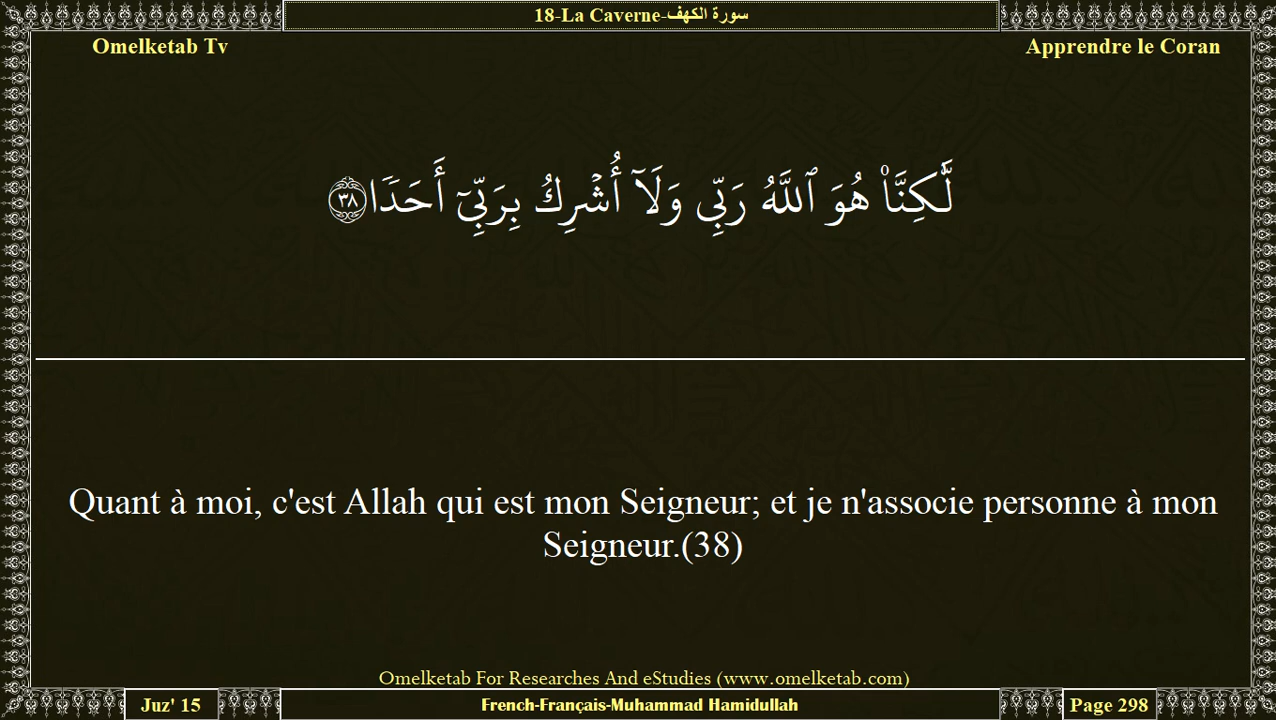 18-La Caverne-سورة الكهف
Omelketab Tv
Apprendre le Coran
لَّٰكِنَّا۠ هُوَ ٱللَّهُ رَبِّى وَلَآ أُشْرِكُ بِرَبِّىٓ أَحَدًا ٣٨
Quant à moi, c'est Allah qui est mon Seigneur; et je n'associe personne à mon
Seigneur.(38)
Omelketab For Researches And eStudies (www.omelketab.com)
Juz' 15
French-Français-Muhammad Hamidullah
Page 298